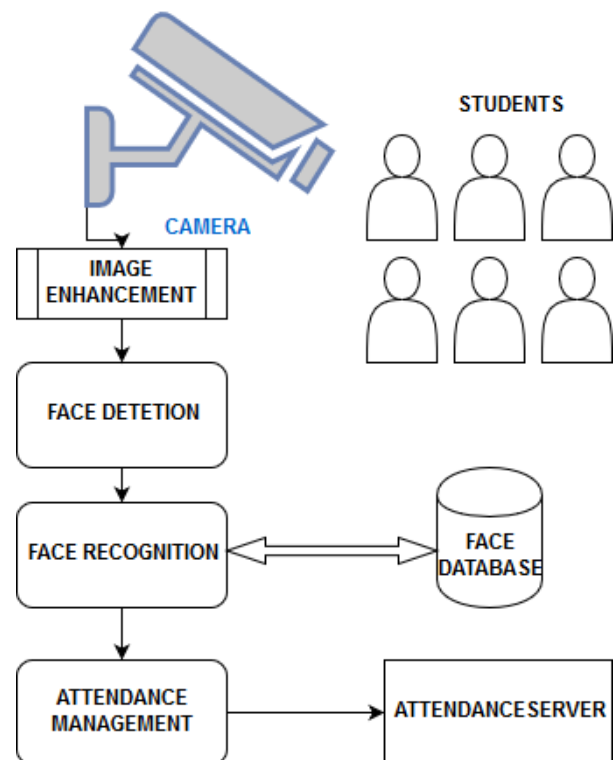 STUDENTS
CAMERA
IMAGE
ENHANCEMENT
FACE DETETION
FACE RECOGNITION
FACE
DATABASE
ATTENDANCE
MANAGEMENT
ATTENDANCESERVER